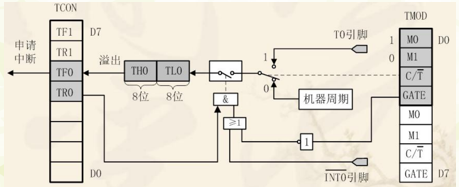 TCON
TMOD
TF1
D7
TR1
TF0
TR0
D0
申请
中断
溢出
TH0
TL0
8位
8位
&
≥1
1
1
0
T0引脚
机器周期
INT0引脚
1
0
M0
D0
M1
C/T
GATE
M0
M1
C/T
GATE
D7